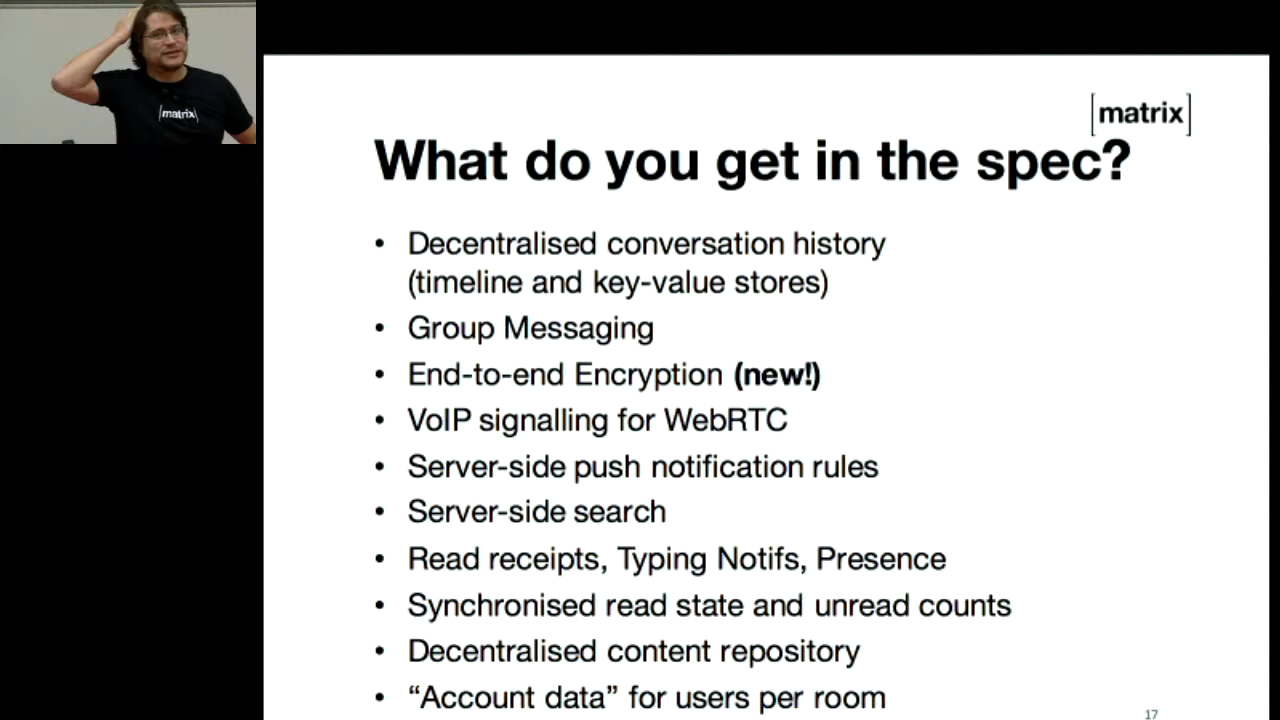 [matrix]
[matrix]
What do you get in the spec?
• Decentralised conversation history
(timeline and key-value stores)
• Group Messaging
• End-to-end Encryption (new!)
• VoIP signalling for WebRTC
• Server-side push notification rules
• Server-side search
• Read receipts, Typing Notifs, Presence
• Synchronised read state and unread counts
• Decentralised content repository
• “Account data” for users per room
17